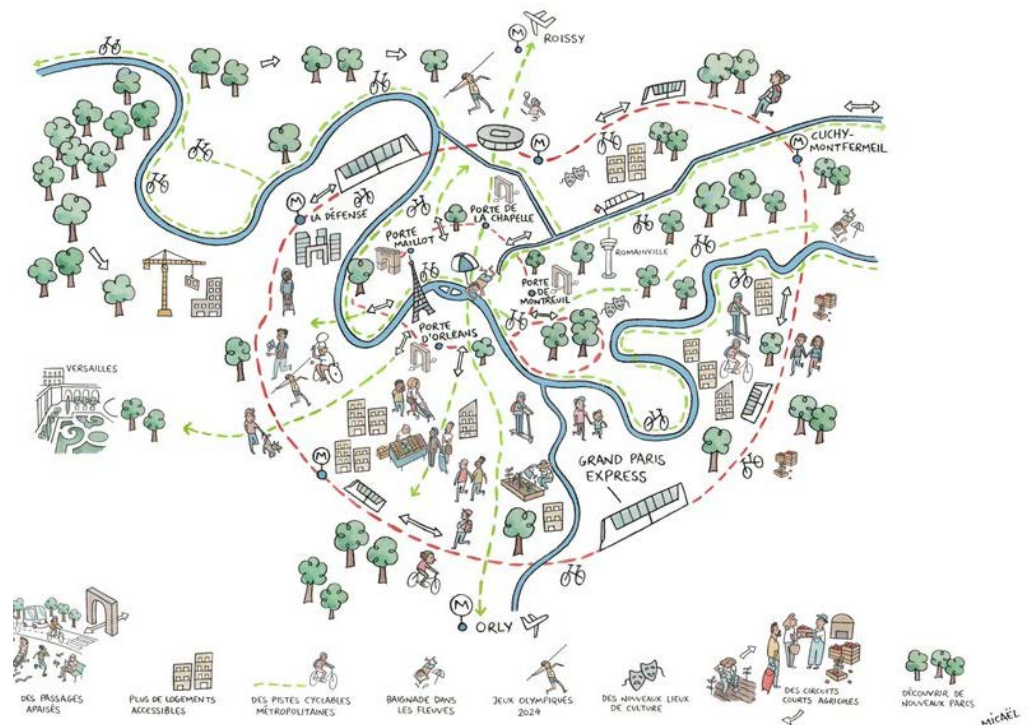 M
ROISSY
M
CLICHY-
MONTFERMEIL
M
M
LA DÉFENSE
PORTE DE
LA CHAPELLE
PORTE
MAILLOT
ROMAINVILLE
PORTE
DE
MONTREUIL
PORTE
D'ORLÉANS
VERSAILLES
M
GRAND PARIS
EXPRESS
M
ORLY
DES PASSAGES
APAISÉS
PLUS DE LOGEMENTS
ACCESSIBLES
DES PISTES CYCLABLES
MÉTROPOLITAINES
BAIGNADE DANS
LES FLEUVES
JEUX OLYMPIQUES
2024
DES NOUVEAUX LIEUX
DE CULTURE
DES CIRCUITS
COURTS AGRICOLES
DÉCOUVRIR DE
NOUVEAUX PARCS
MICAËL